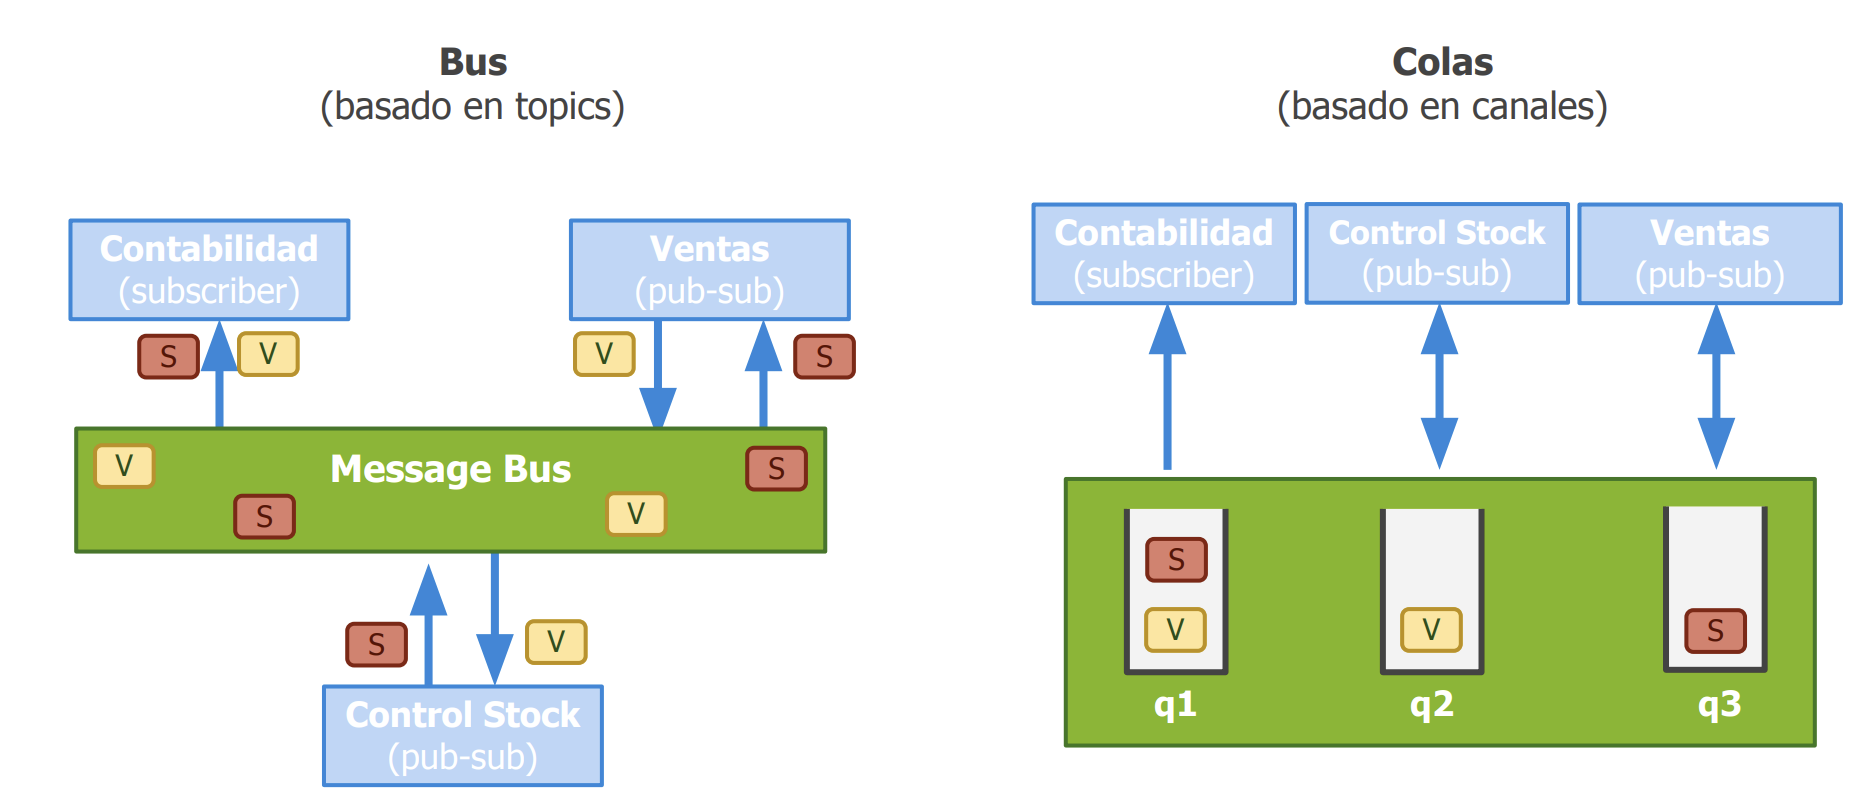 Bus
(basado en topics)
Contabilidad
(subscriber)
Ventas
(pub-sub)
S
V
V
S
V
Message Bus
S
S
V
S
V
Control Stock
(pub-sub)
Colas
(basado en canales)
Contabilidad
(subscriber)
Control Stock
(pub-sub)
Ventas
(pub-sub)
S
V
V
S
q1
q2
q3